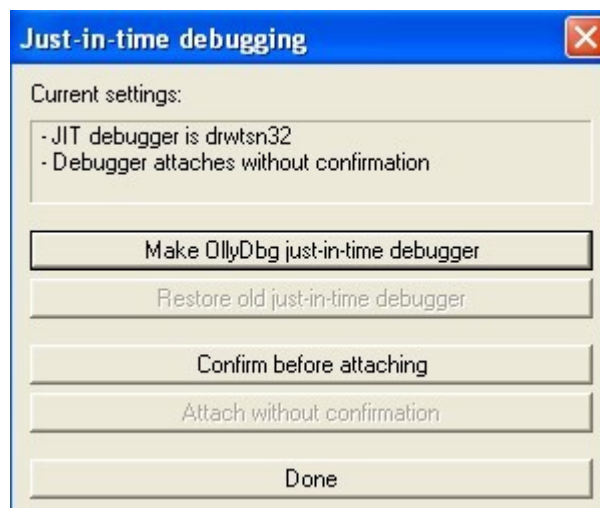 Just-in-time debugging
Current settings:
- JIT debugger is drwtsn32
- Debugger attaches without confirmation
Make OllyDbg just-in-time debugger
Restore old just-in-time debugger
Confirm before attaching
Attach without confirmation
Done